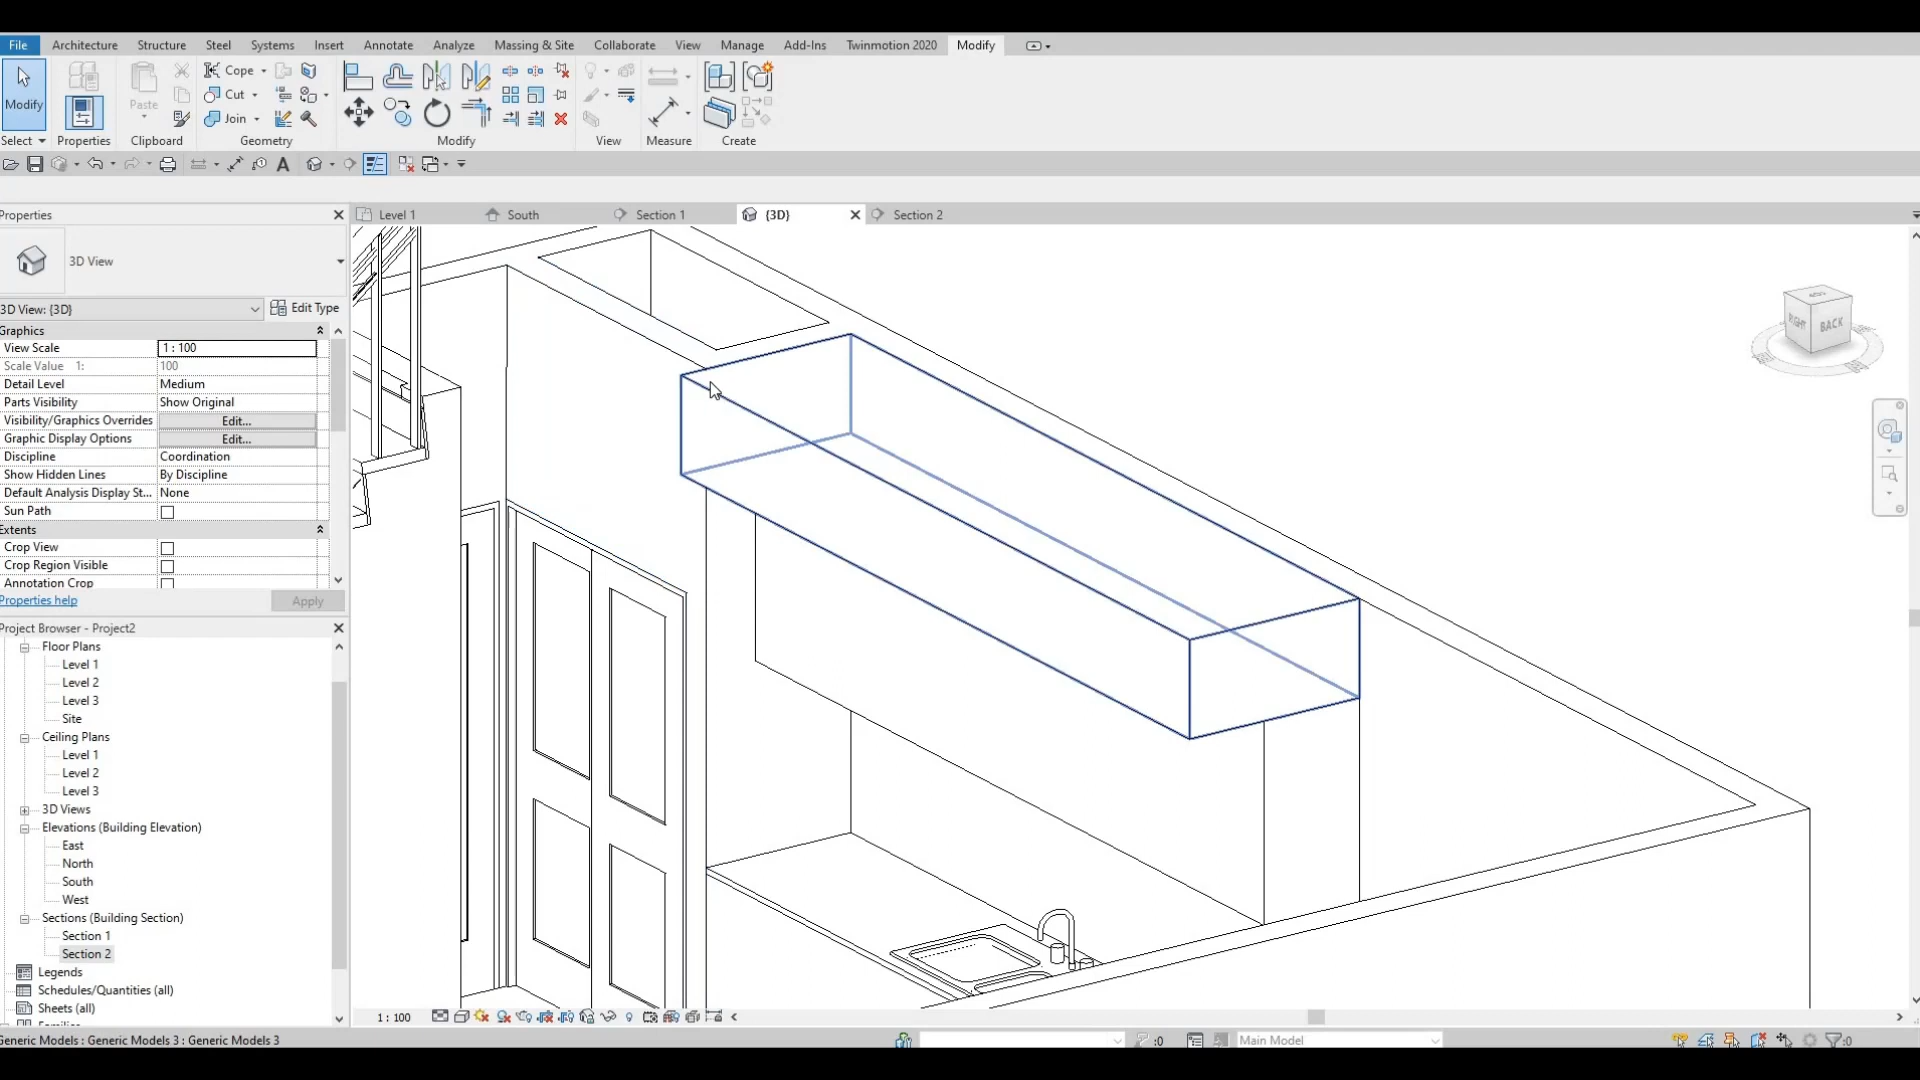 File Architecture Structure Steel Systems Insert Annotate Analyze Massing & Site Collaborate View Manage Add-Ins Twinmotion 2020 Modify
Modify
Paste
Cope
Cut
Join
Select Properties Clipboard Geometry Modify View Measure Create
Properties
Level 1 South Section 1 {3D} Section 2
3D View
3D View: {3D} Edit Type
Graphics
View Scale 1 : 100
Scale Value 1: 100
Detail Level Medium
Parts Visibility Show Original
Visibility/Graphics Overrides Edit...
Graphic Display Options Edit...
Discipline Coordination
Show Hidden Lines By Discipline
Default Analysis Display St... None
Sun Path
Extents
Crop View
Crop Region Visible
Annotation Crop
Properties help Apply
Project Browser - Project2
Floor Plans
Level 1
Level 2
Level 3
Site
Ceiling Plans
Level 1
Level 2
Level 3
3D Views
Elevations (Building Elevation)
East
North
South
West
Sections (Building Section)
Section 1
Section 2
Legends
Schedules/Quantities (all)
Sheets (all)
RIGHT BACK
1 : 100
Generic Models : Generic Models 3 : Generic Models 3
:0 Main Model :0